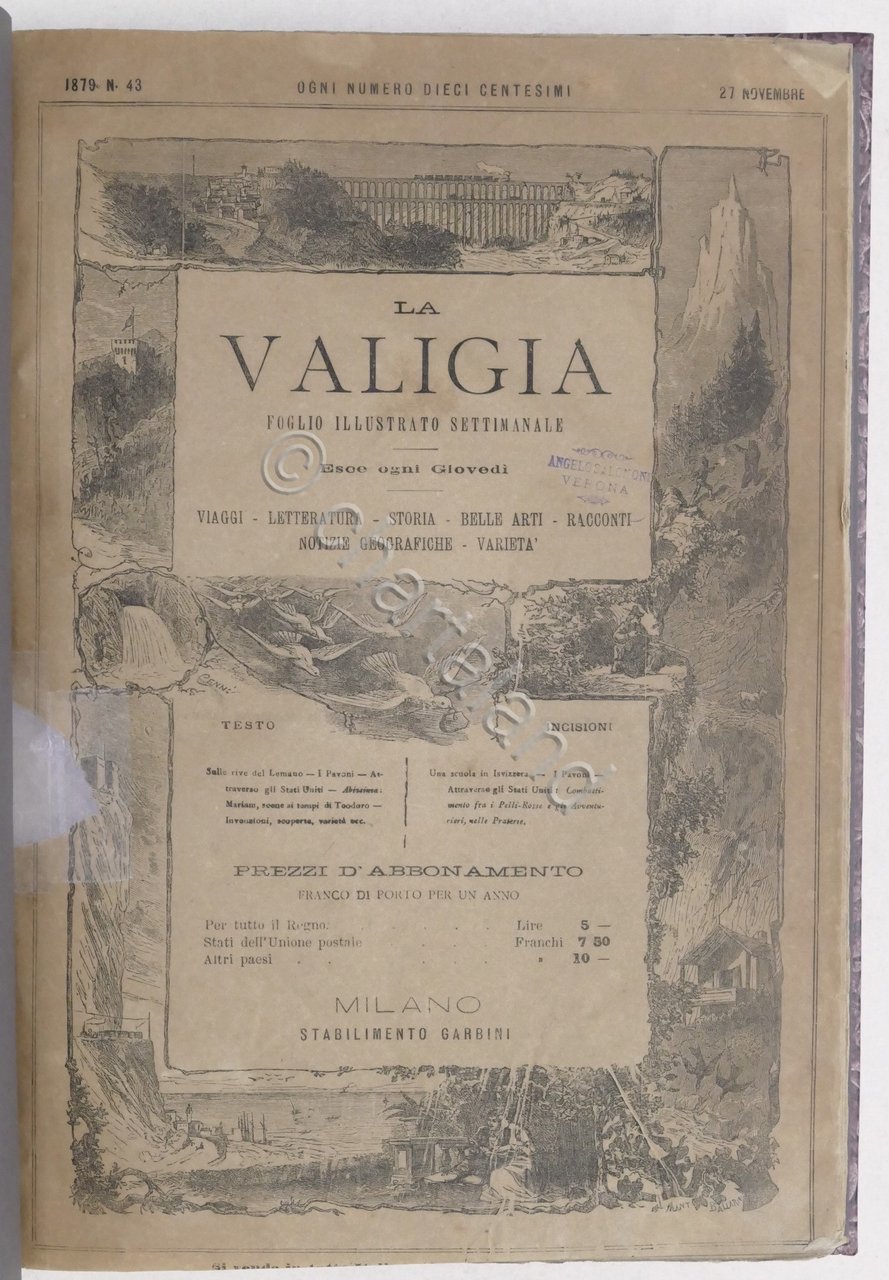 1879 N. 43
OGNI NUMERO DIECI CENTESIMI
27 NOVEMBRE
LA
VALIGIA
FOGLIO ILLUSTRATO SETTIMANALE
Esce ogni Giovedì
ANGELO SALOMONI
VERONA
VIAGGI - LETTERATURA - STORIA - BELLE ARTI - RACCONTI
NOTIZIE GEOGRAFICHE - VARIETA'
CENNI
TESTO
Sulle rive del Lemano — I Pavoni — At-
traverso gli Stati Uniti — Abissinia:
Mariam, scene ai tempi di Teodoro —
Invenzioni, scoperte, varietà ecc.
INCISIONI
Una scuola in Isvizzera — I Pavoni —
Attraverso gli Stati Uniti: Combatti-
mento fra i Pelli-Rosse e gli Avventu-
rieri, nelle Praterie.
PREZZI D'ABBONAMENTO
FRANCO DI PORTO PER UN ANNO
Per tutto il Regno. . . . . . Lire 5 —
Stati dell'Unione postale . . . Franchi 7 50
Altri paesi . . . . . . » 10 —
MILANO
STABILIMENTO GARBINI
© chartaland